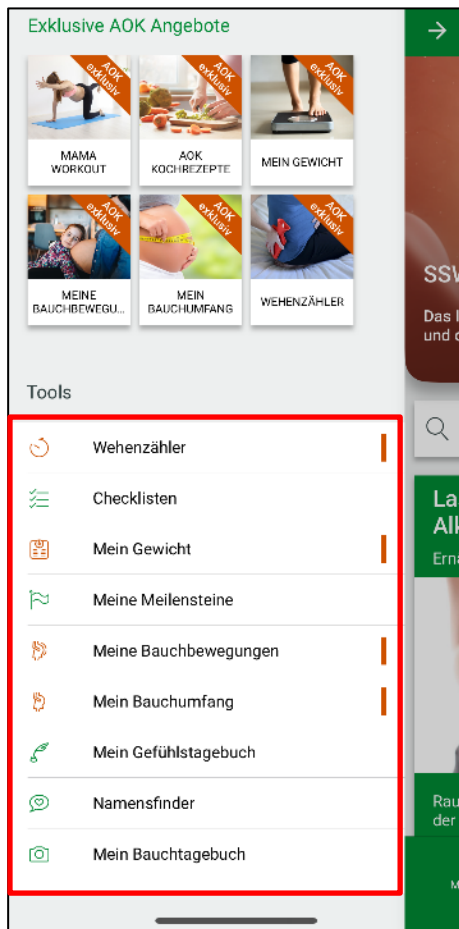 Exklusive AOK Angebote
AOK
exklusiv
AOK
exklusiv
AOK
exklusiv
MAMA
WORKOUT
AOK
KOCHREZEPTE
MEIN GEWICHT
AOK
exklusiv
AOK
exklusiv
AOK
exklusiv
MEINE
BAUCHBEWEGU...
MEIN
BAUCHUMFANG
WEHENZÄHLER
Tools
Wehenzähler
Checklisten
Mein Gewicht
Meine Meilensteine
Meine Bauchbewegungen
Mein Bauchumfang
Mein Gefühlstagebuch
Namensfinder
Mein Bauchtagebuch
SSW
Das
und
La
Ern
Rau
der
M